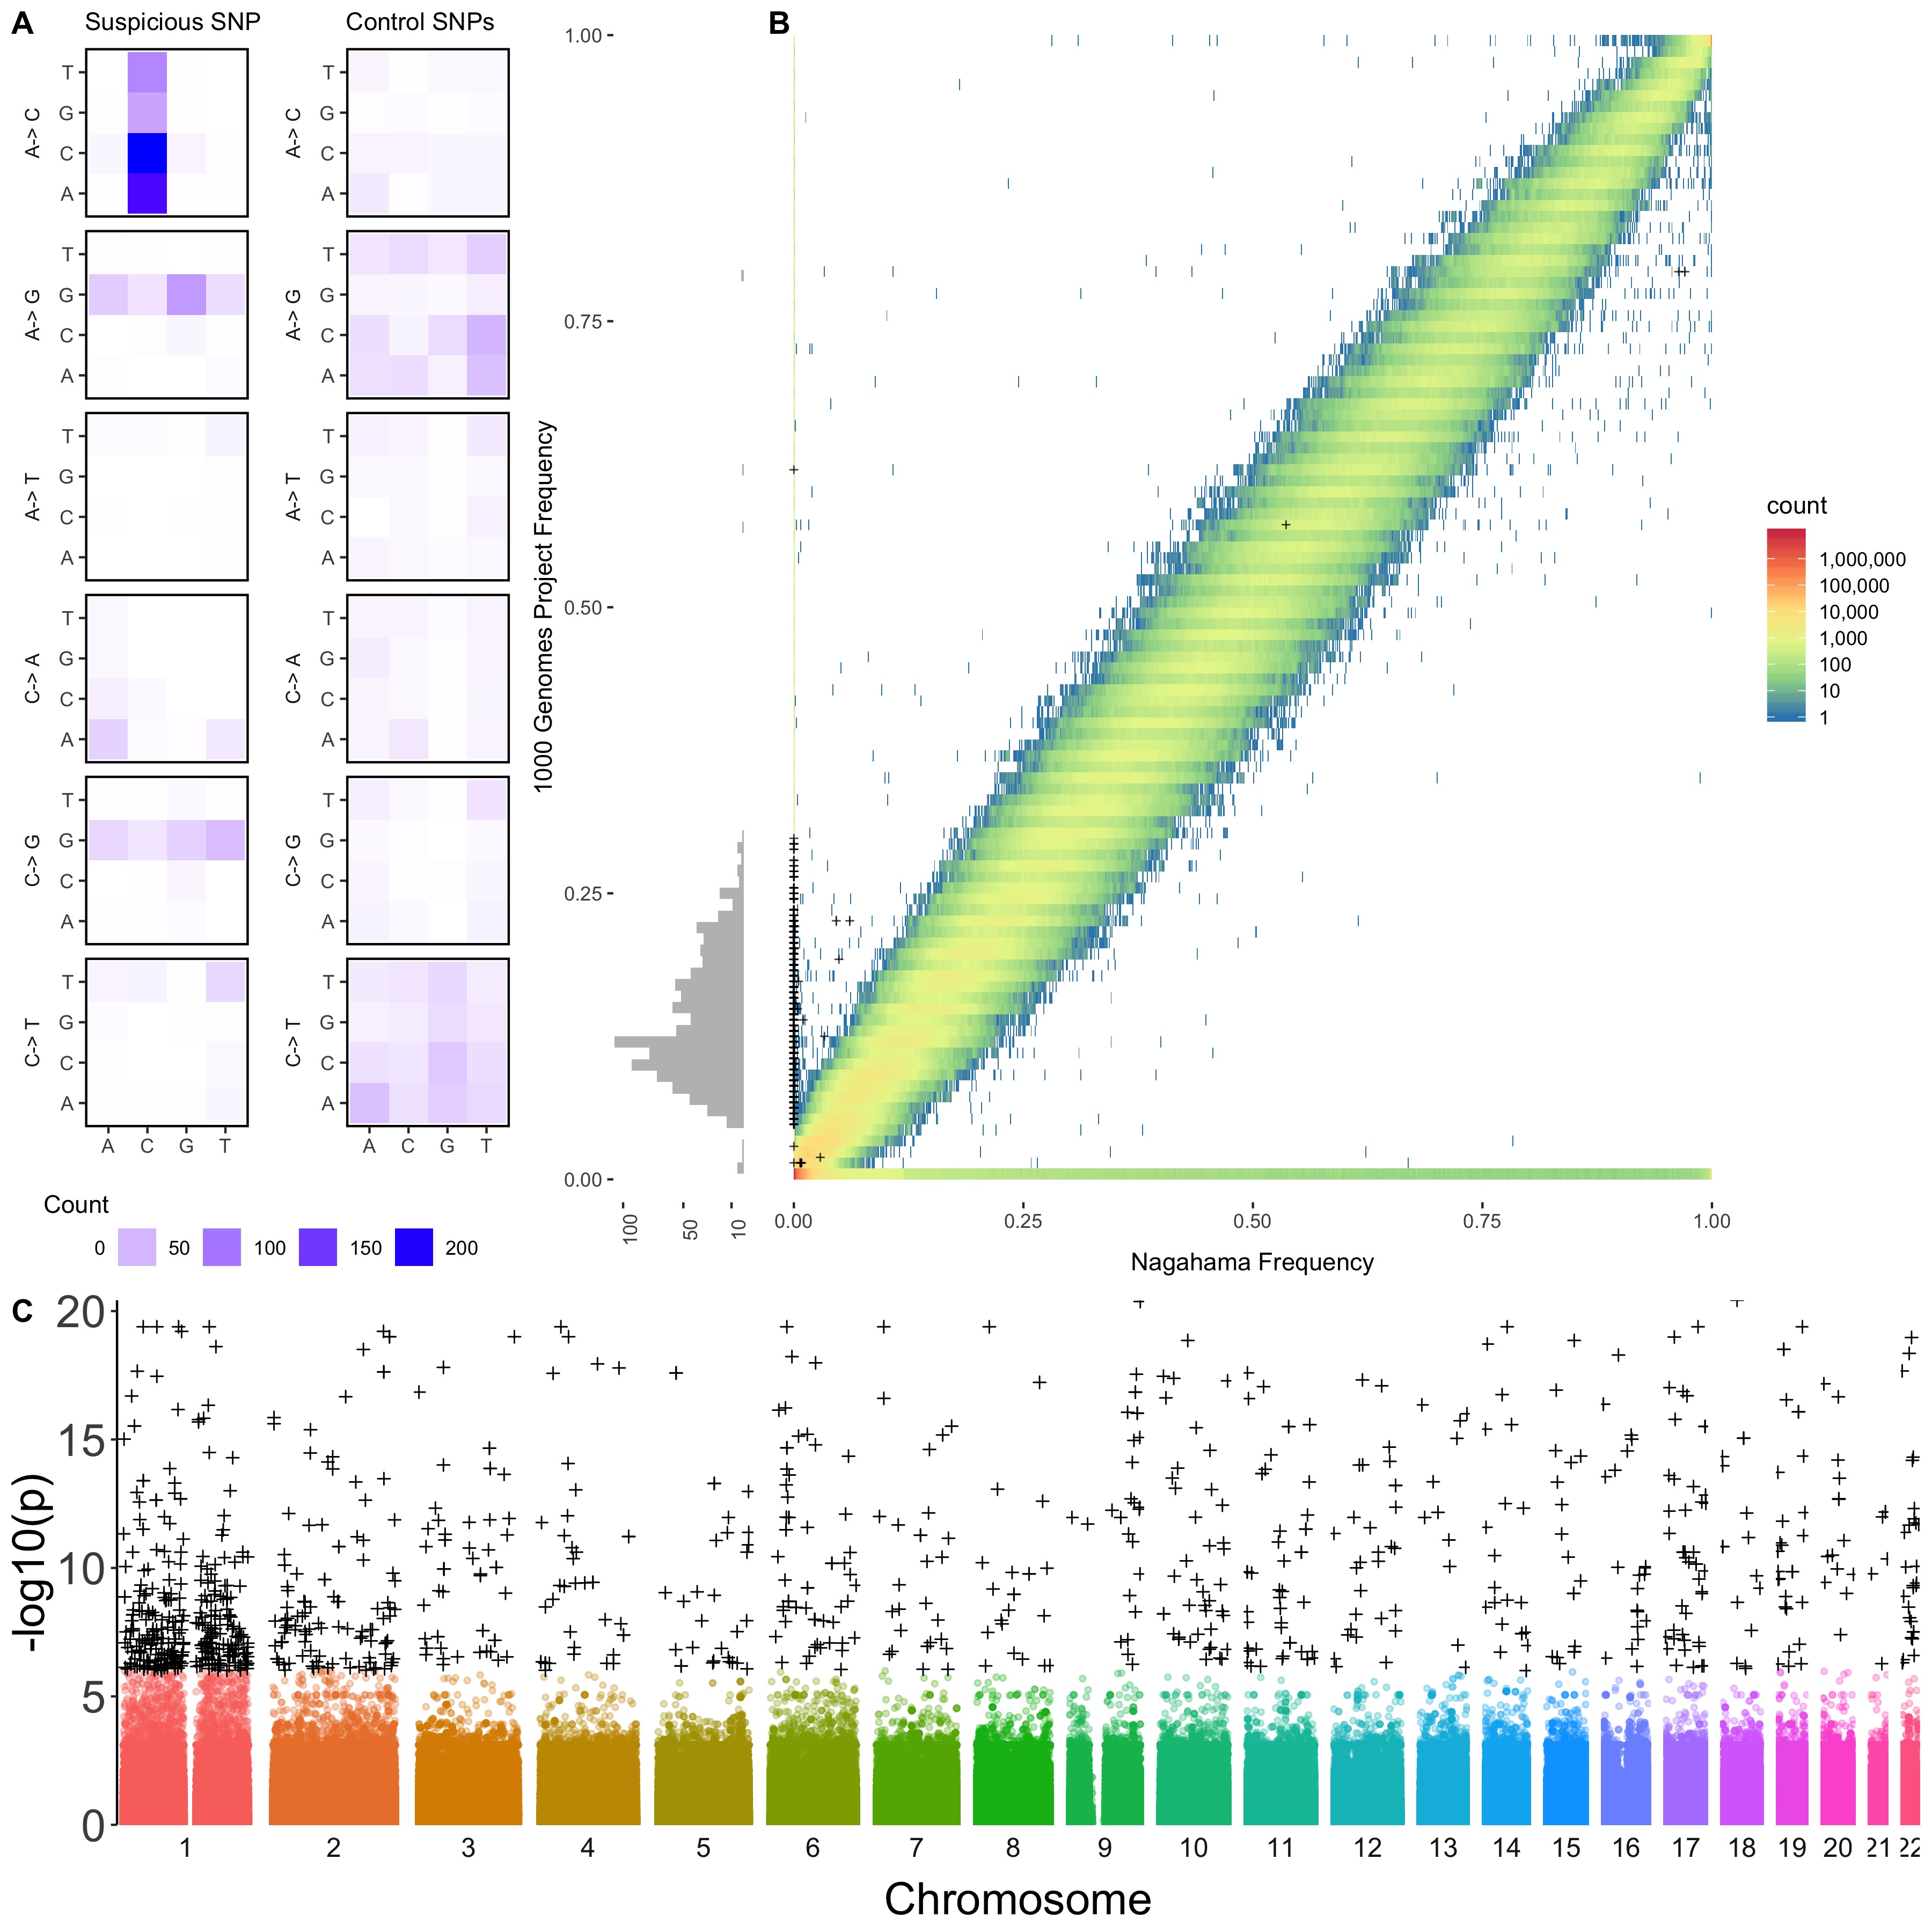 A
Suspicious SNP
Control SNPs
A-> C
T
G
C
A
A-> C
T
G
C
A
A-> G
T
G
C
A
A-> G
T
G
C
A
A-> T
T
G
C
A
A-> T
T
G
C
A
C-> A
T
G
C
A
C-> A
T
G
C
A
C-> G
T
G
C
A
C-> G
T
G
C
A
C-> T
T
G
C
A
C-> T
T
G
C
A
A C G T
A C G T
Count
0 50 100 150 200
B
1000 Genomes Project Frequency
1.00
0.75
0.50
0.25
0.00
100 50 10
0.00 0.25 0.50 0.75 1.00
Nagahama Frequency
count
1,000,000
100,000
10,000
1,000
100
10
1
C
-log10(p)
20
15
10
5
0
1 2 3 4 5 6 7 8 9 10 11 12 13 14 15 16 17 18 19 20 21 22
Chromosome